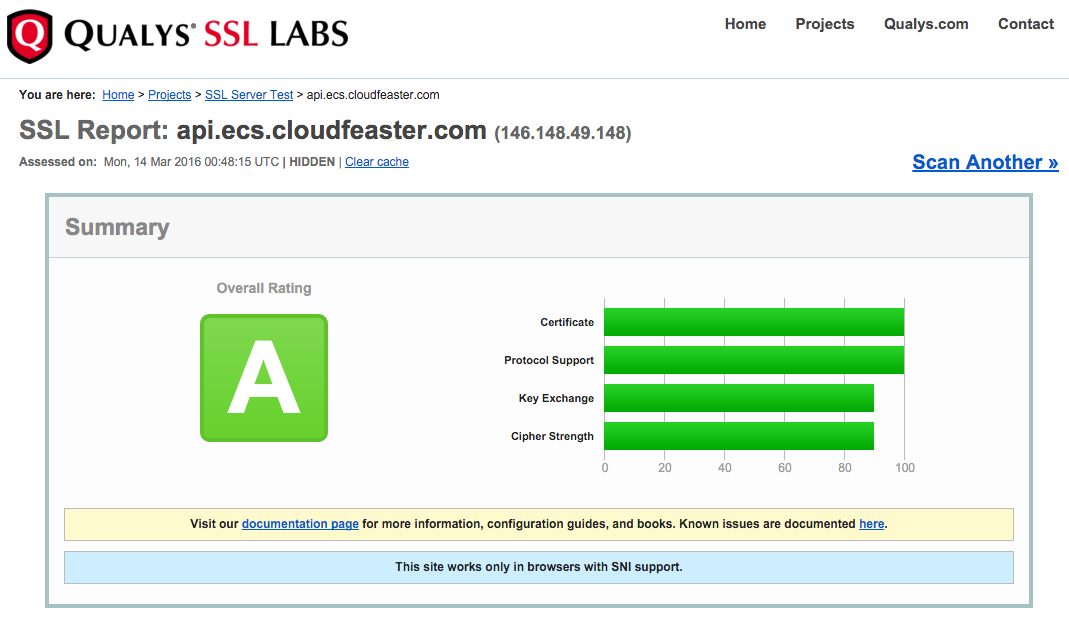 QUALYS® SSL LABS
Home Projects Qualys.com Contact
You are here: Home > Projects > SSL Server Test > api.ecs.cloudfeaster.com
SSL Report: api.ecs.cloudfeaster.com (146.148.49.148)
Assessed on: Mon, 14 Mar 2016 00:48:15 UTC | HIDDEN | Clear cache
Scan Another »
Summary
Overall Rating
A
Certificate
Protocol Support
Key Exchange
Cipher Strength
0 20 40 60 80 100
Visit our documentation page for more information, configuration guides, and books. Known issues are documented here.
This site works only in browsers with SNI support.